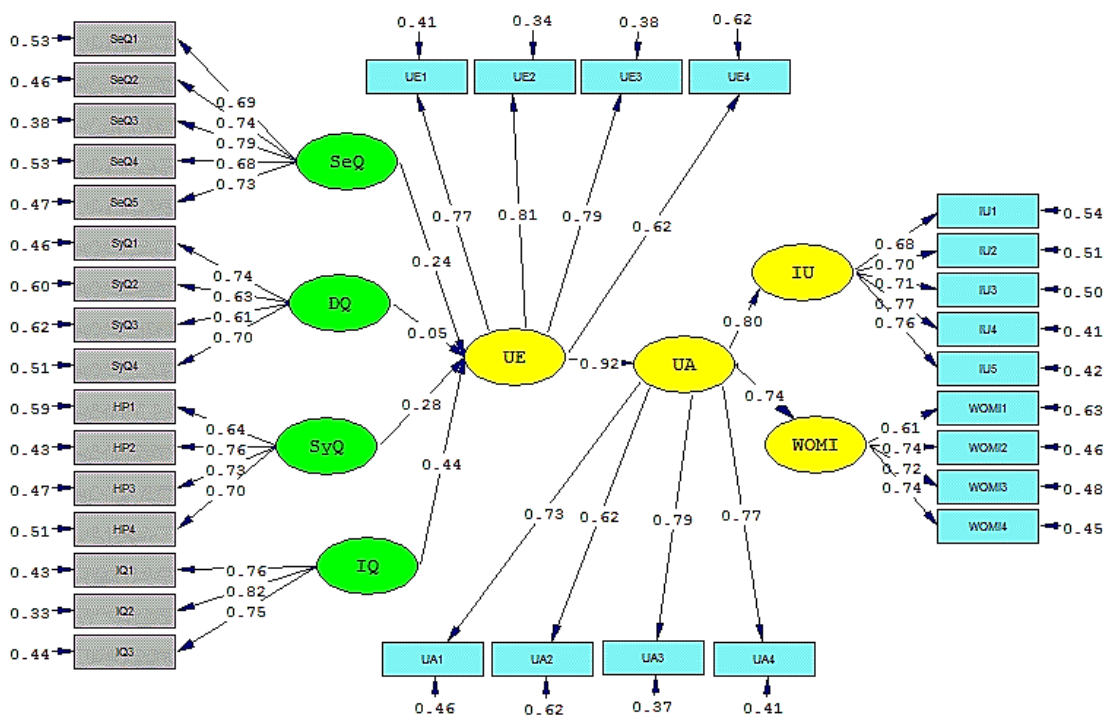 0.41 0.34 0.38 0.62
UE1 UE2 UE3 UE4
0.53 SeQ1
0.46 SeQ2
0.38 SeQ3
0.53 SeQ4
0.47 SeQ5
0.69
0.74
0.79
0.68
0.73
SeQ
0.77 0.81 0.79 0.62
0.24
0.46 SyQ1
0.60 SyQ2
0.62 SyQ3
0.51 SyQ4
0.74
0.63
0.61
0.70
DQ
0.05
0.59 HP1
0.43 HP2
0.47 HP3
0.51 HP4
0.64
0.76
0.73
0.70
SyQ
0.28
0.43 IQ1
0.33 IQ2
0.44 IQ3
0.76
0.82
0.75
IQ
0.44
UE 0.92 UA
0.80
IU
0.68
0.70
0.71
0.77
0.76
IU1 0.54
IU2 0.51
IU3 0.50
IU4 0.41
IU5 0.42
0.74
WOMI
0.61
0.74
0.72
0.74
WOMI1 0.63
WOMI2 0.46
WOMI3 0.48
WOMI4 0.45
0.73 0.62 0.79 0.77
UA1 UA2 UA3 UA4
0.46 0.62 0.37 0.41